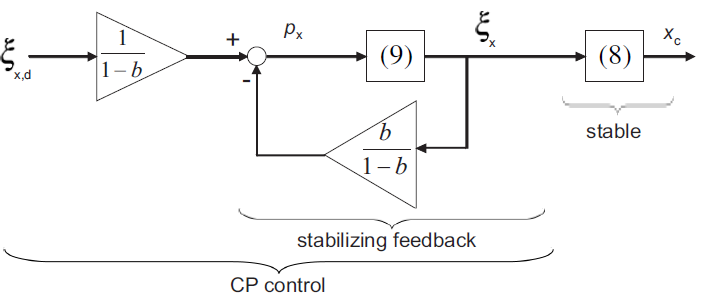 ξx,d
1
1−b
+
-
px
(9)
ξx
(8)
xc
b
1−b
stable
stabilizing feedback
CP control